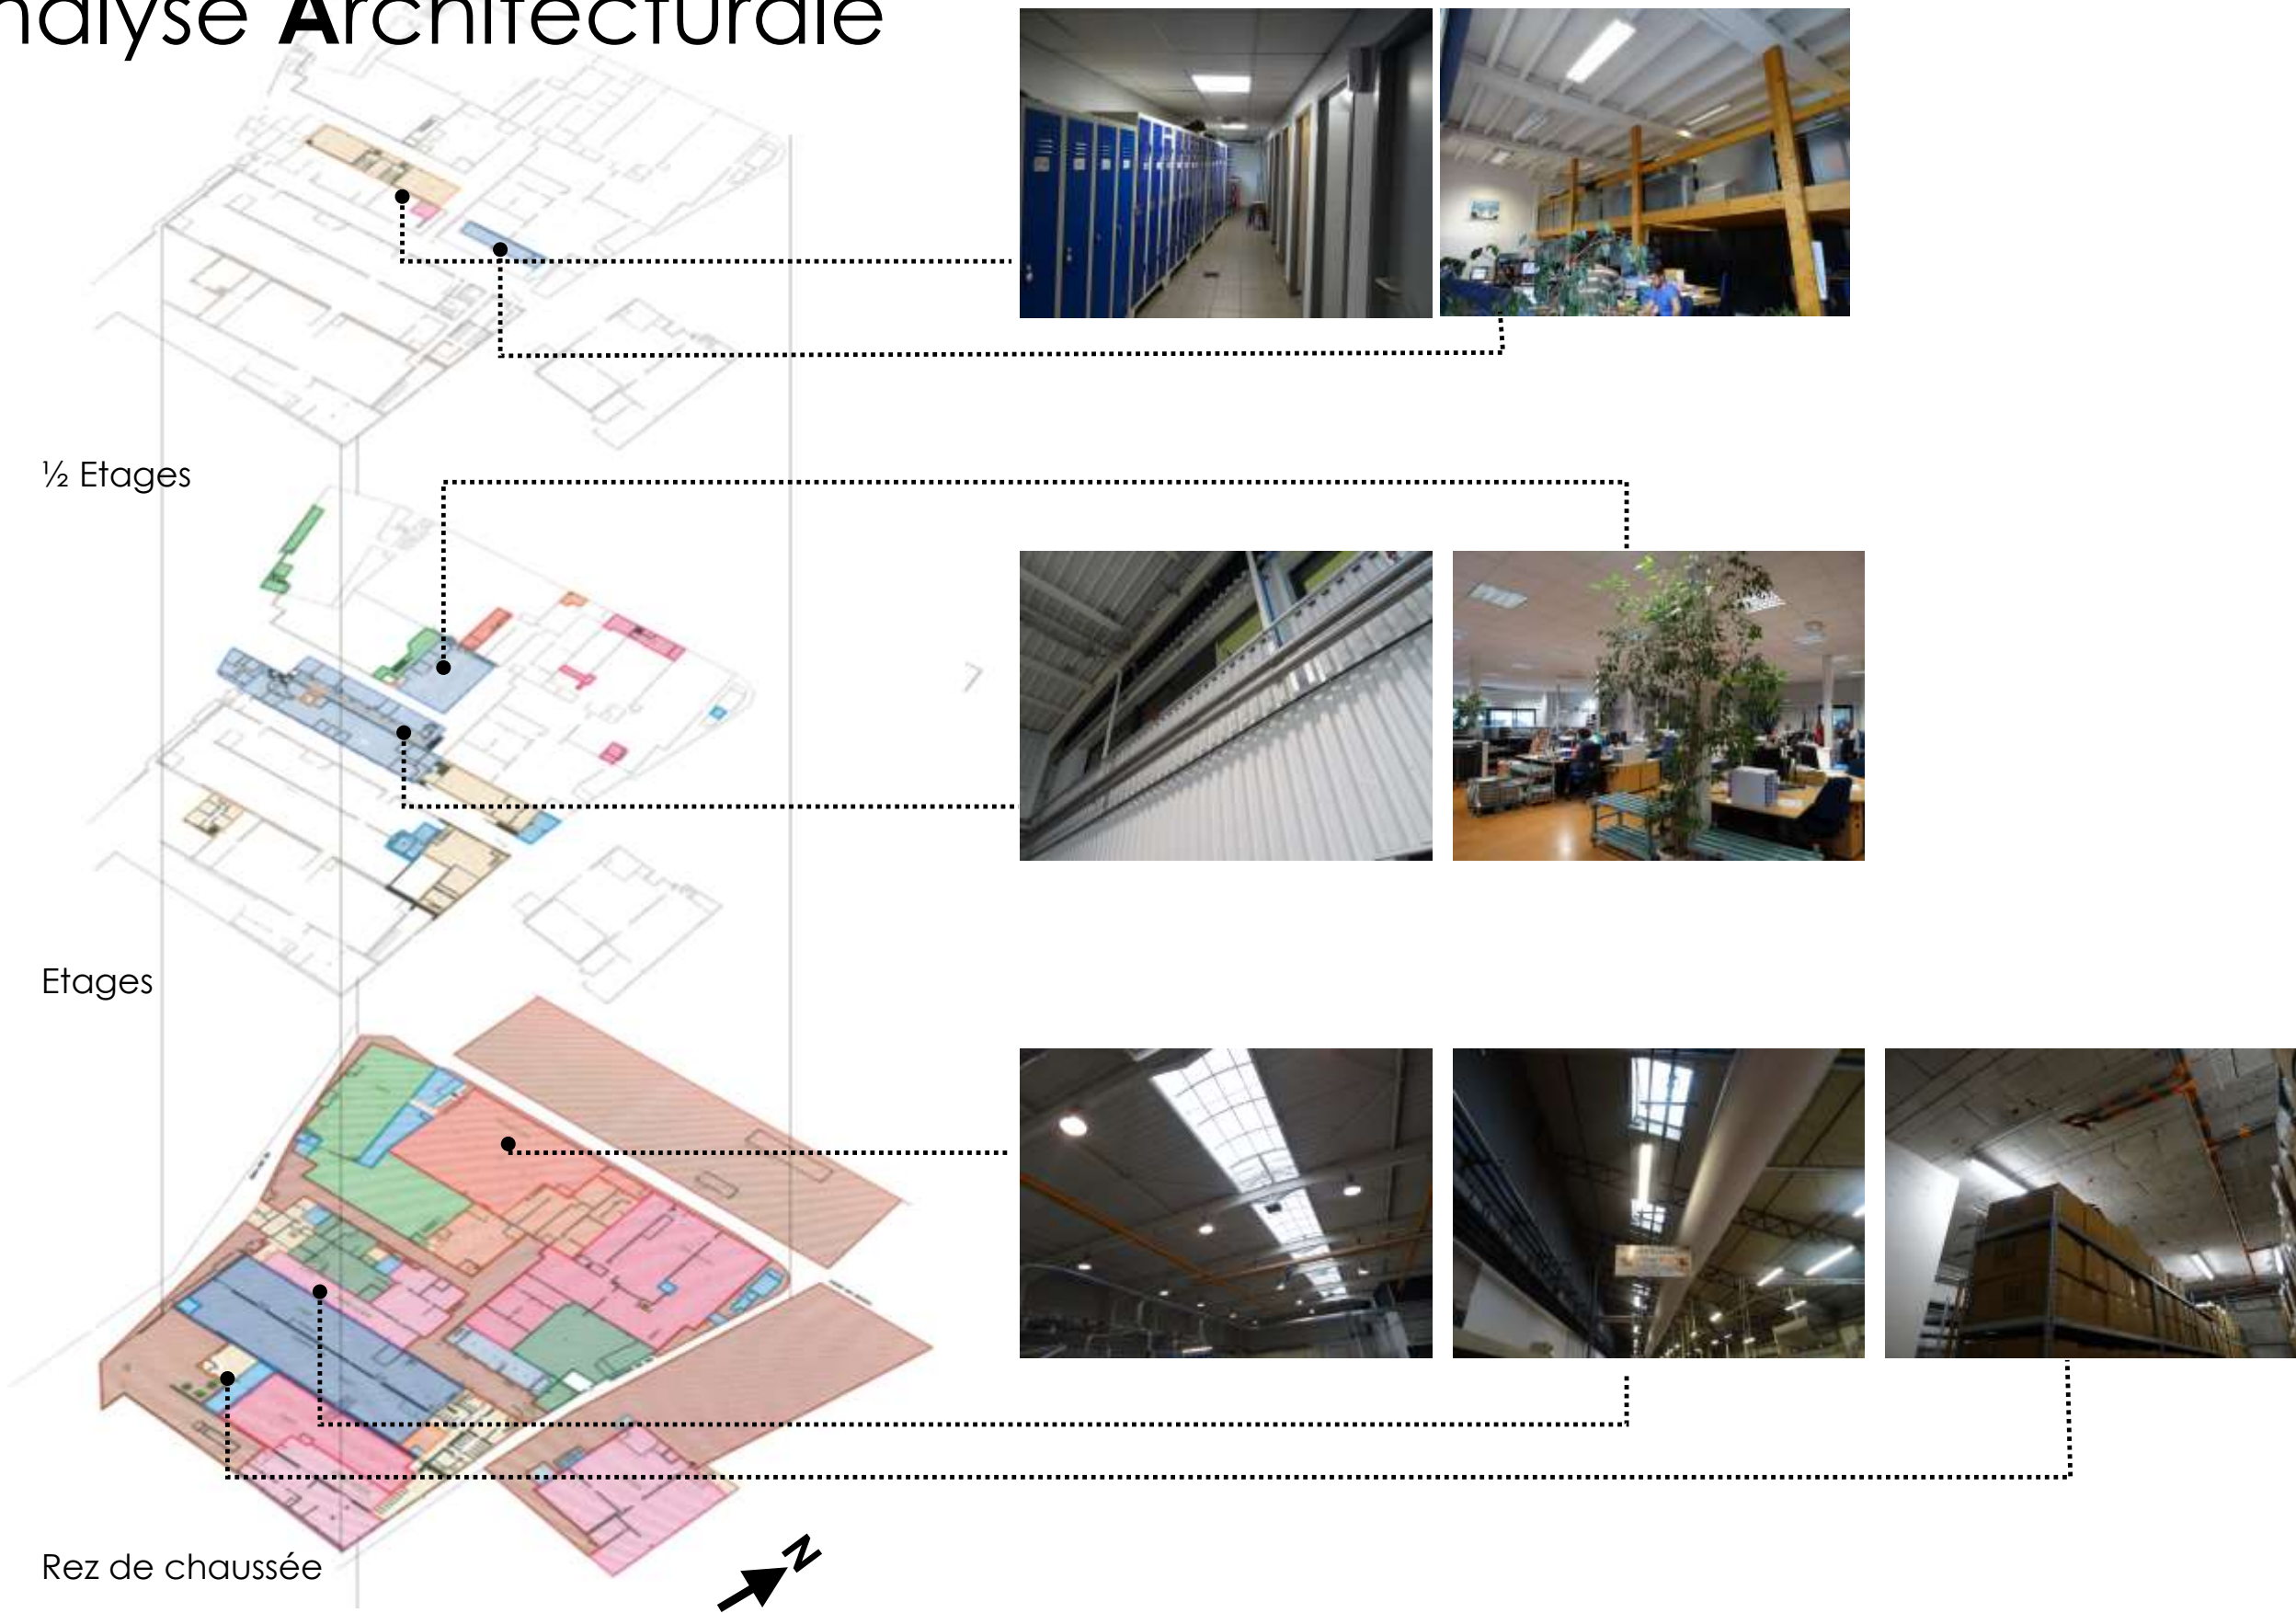 nalyse Architecturale
½ Etages
Etages
Rez de chaussée
N